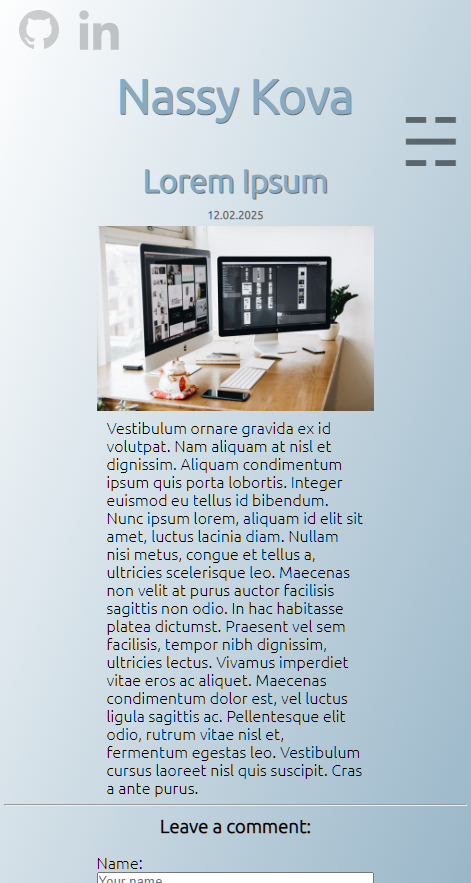 in
Nassy Kova
Lorem Ipsum
12.02.2025
Vestibulum ornare gravida ex id
volutpat. Nam aliquam at nisl et
dignissim. Aliquam condimentum
ipsum quis porta lobortis. Integer
euismod eu tellus id bibendum.
Nunc ipsum lorem, aliquam id elit sit
amet, luctus lacinia diam. Nullam
nisi metus, congue et tellus a,
ultricies scelerisque leo. Maecenas
non velit at purus auctor facilisis
sagittis non odio. In hac habitasse
platea dictumst. Praesent vel sem
facilisis, tempor nibh dignissim,
ultricies lectus. Vivamus imperdiet
vitae eros ac aliquet. Maecenas
condimentum dolor est, vel luctus
ligula sagittis ac. Pellentesque elit
odio, rutrum vitae nisl et,
fermentum egestas leo. Vestibulum
cursus laoreet nisl quis suscipit. Cras
a ante purus.
Leave a comment:
Name:
Your name